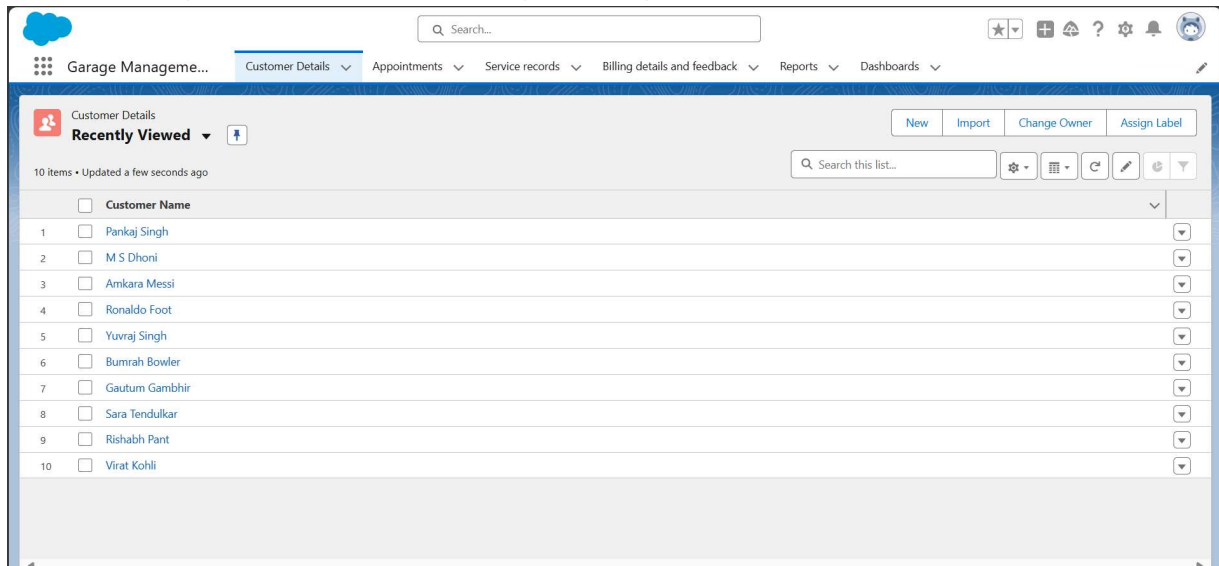 Search...
Garage Manageme... Customer Details Appointments Service records Billing details and feedback Reports Dashboards
Customer Details
Recently Viewed
New Import Change Owner Assign Label
10 items • Updated a few seconds ago
Search this list...
Customer Name
1 Pankaj Singh
2 M S Dhoni
3 Amkara Messi
4 Ronaldo Foot
5 Yuvraj Singh
6 Bumrah Bowler
7 Gautum Gambhir
8 Sara Tendulkar
9 Rishabh Pant
10 Virat Kohli